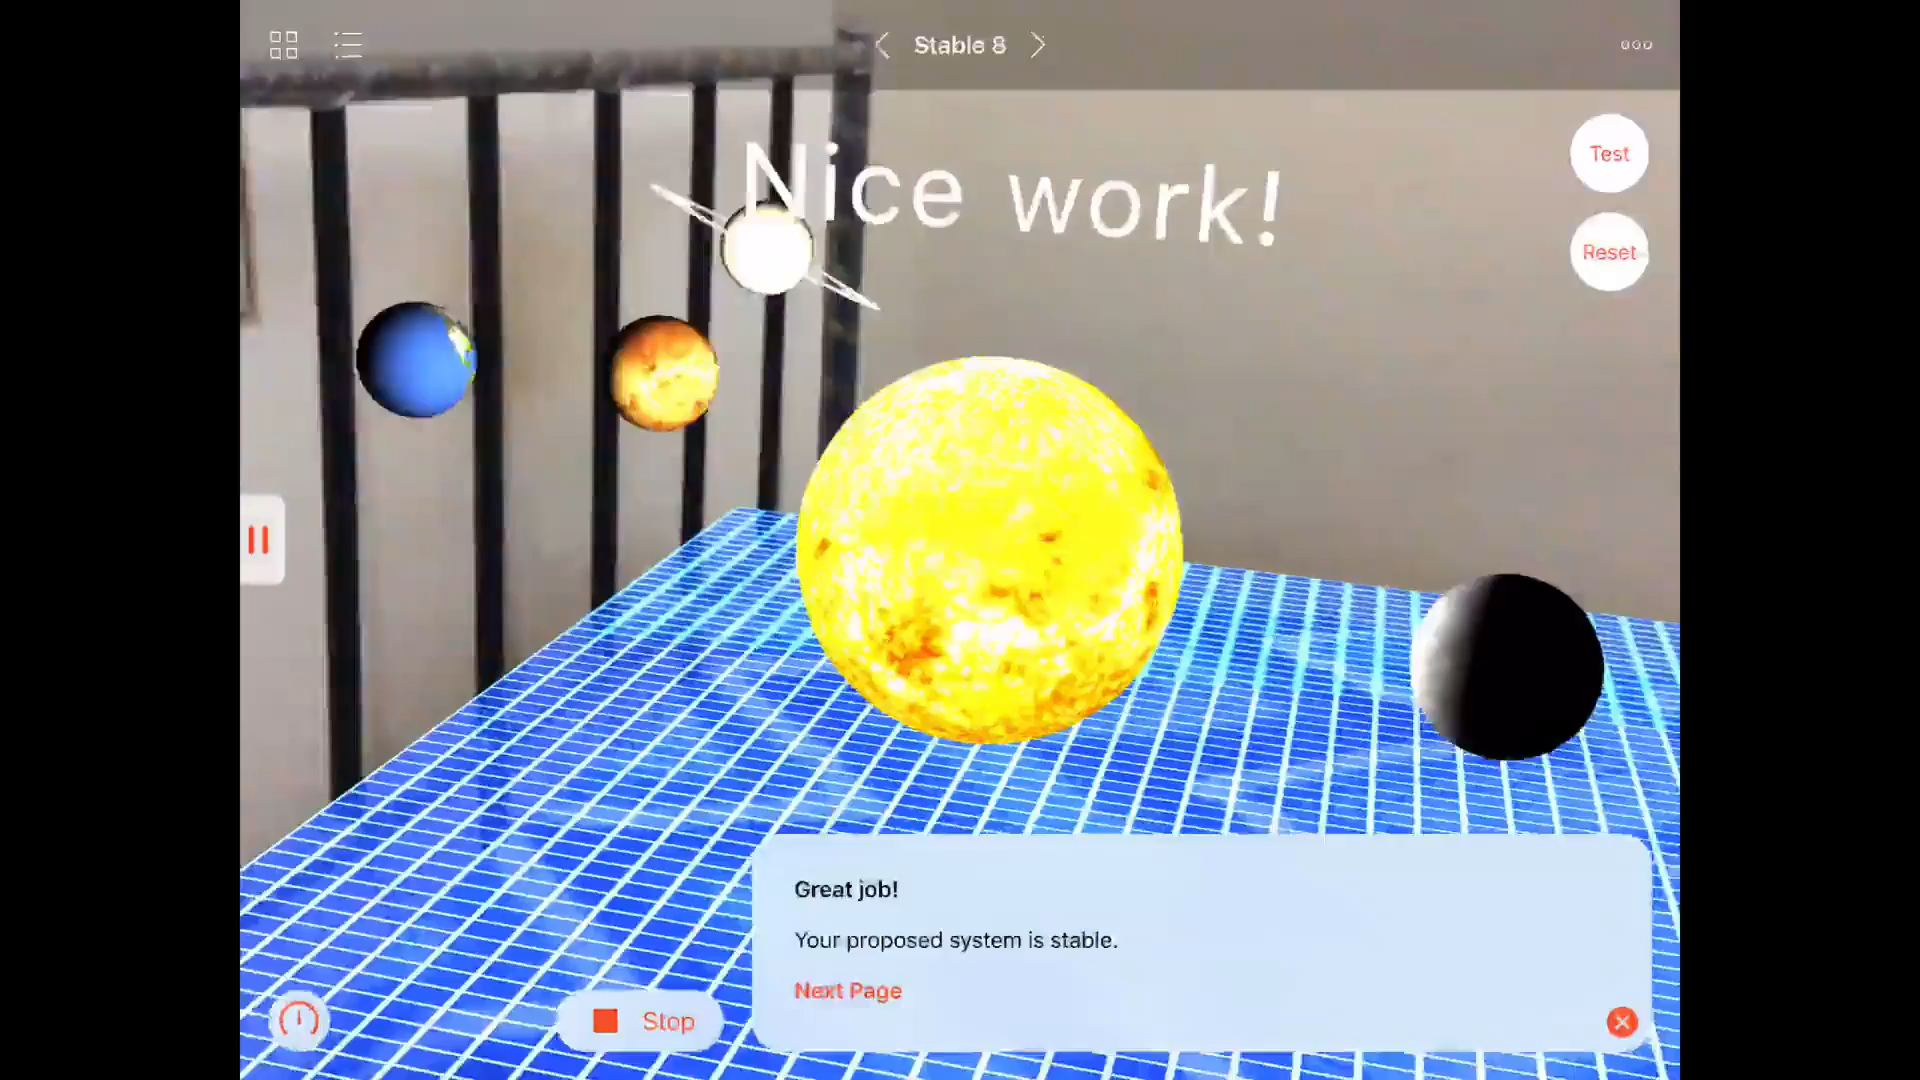 Stable 8
Nice work!
Test
Reset
Great job!
Your proposed system is stable.
Next Page
Stop